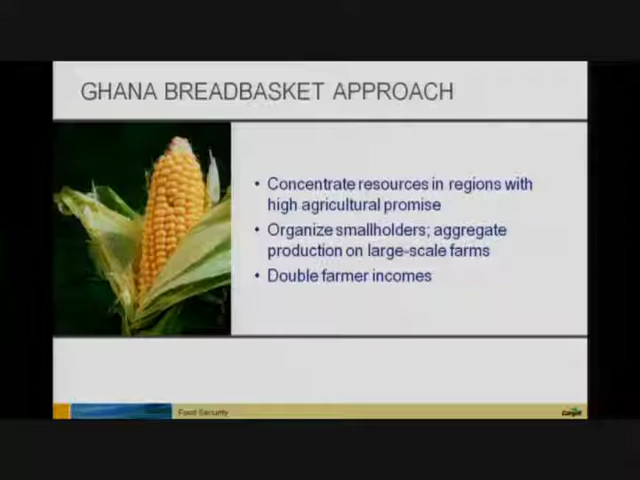 GHANA BREADBASKET APPROACH
• Concentrate resources in regions with
high agricultural promise
• Organize smallholders; aggregate
production on large-scale farms
• Double farmer incomes
Food Security
Cargill